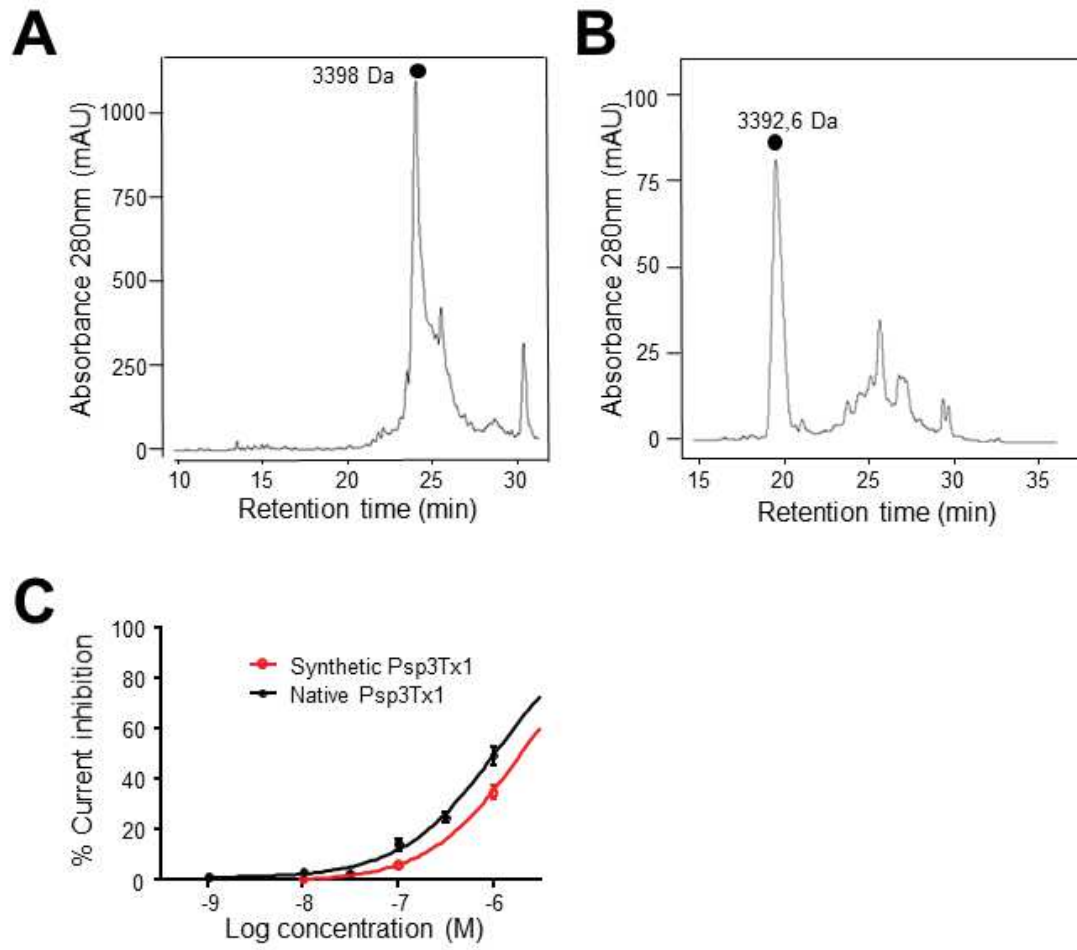 A
3398 Da
1000
750
500
250
0
Absorbance 280nm (mAU)
10 15 20 25 30
Retention time (min)
B
3392,6 Da
100
75
50
25
0
Absorbance 280nm (mAU)
15 20 25 30 35
Retention time (min)
C
100
80
60
40
20
0
% Current inhibition
Synthetic Psp3Tx1
Native Psp3Tx1
-9 -8 -7 -6
Log concentration (M)